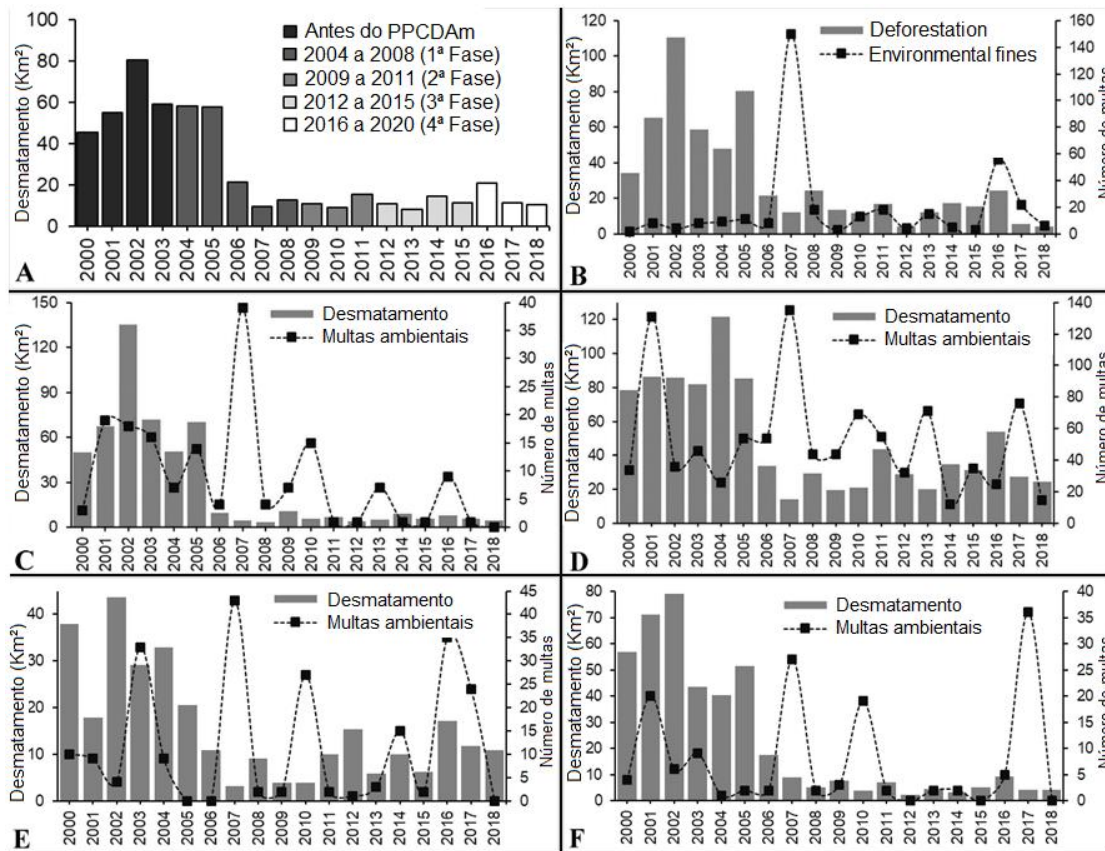 Desmatamento (Km²)
100
80
60
40
20
0
Antes do PPCDAm
2004 a 2008 (1ª Fase)
2009 a 2011 (2ª Fase)
2012 a 2015 (3ª Fase)
2016 a 2020 (4ª Fase)
2000 2001 2002 2003 2004 2005 2006 2007 2008 2009 2010 2011 2012 2013 2014 2015 2016 2017 2018
A
Desmatamento (Km²)
120
100
80
60
40
20
0
Deforestation
Environmental fines
160
140
120
100
80
60
40
20
0
Número de multas
2000 2001 2002 2003 2004 2005 2006 2007 2008 2009 2010 2011 2012 2013 2014 2015 2016 2017 2018
B
Desmatamento (Km²)
150
120
90
60
30
0
Desmatamento
Multas ambientais
40
35
30
25
20
15
10
5
0
Número de multas
2000 2001 2002 2003 2004 2005 2006 2007 2008 2009 2010 2011 2012 2013 2014 2015 2016 2017 2018
C
Desmatamento (Km²)
120
100
80
60
40
20
0
Desmatamento
Multas ambientais
140
120
100
80
60
40
20
0
Número de multas
2000 2001 2002 2003 2004 2005 2006 2007 2008 2009 2010 2011 2012 2013 2014 2015 2016 2017 2018
D
Desmatamento (Km²)
40
30
20
10
0
Desmatamento
Multas ambientais
45
40
35
30
25
20
15
10
5
0
Número de multas
2000 2001 2002 2003 2004 2005 2006 2007 2008 2009 2010 2011 2012 2013 2014 2015 2016 2017 2018
E
Desmatamento (Km²)
80
70
60
50
40
30
20
10
0
Desmatamento
Multas ambientais
40
35
30
25
20
15
10
5
0
Número de multas
2000 2001 2002 2003 2004 2005 2006 2007 2008 2009 2010 2011 2012 2013 2014 2015 2016 2017 2018
F